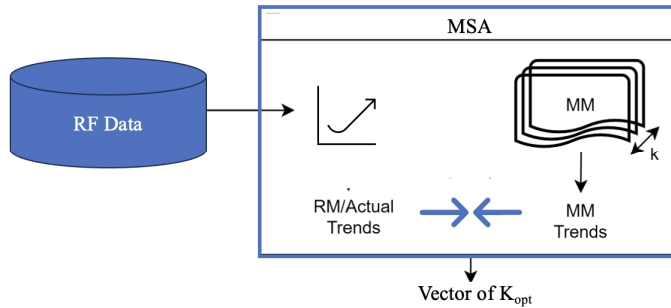 MSA
RF Data
MM
k
RM/Actual
Trends
MM
Trends
Vector of Kopt